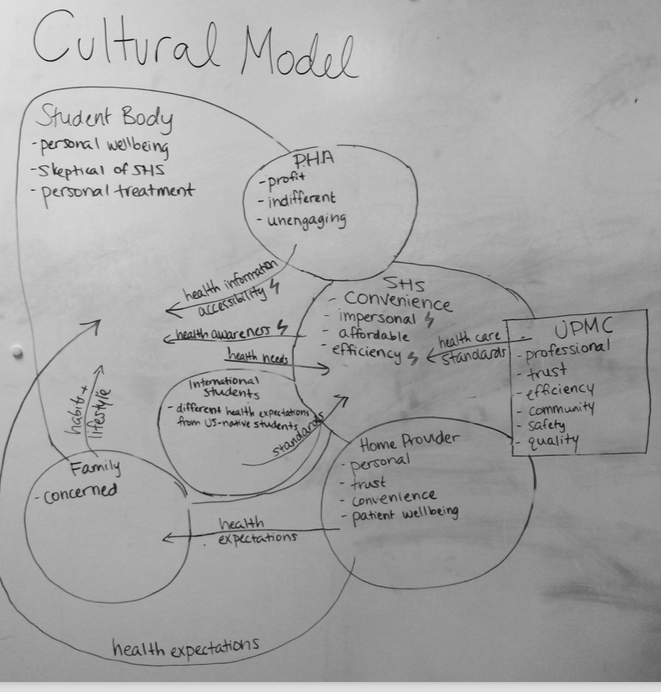 Cultural Model
Student Body
- personal wellbeing
- skeptical of SHS
- personal treatment
PHA
- profit
- indifferent
- unengaging
health information
accessibility
SHS
- convenience
- impersonal
- affordable
- efficiency
health awareness
health needs
health care
standards
UPMC
- professional
- trust
- efficiency
- community
- safety
- quality
International
students
- different health expectations
from US-native students
standards
habits +
lifestyle
Family
- concerned
Home Provider
- personal
- trust
- convenience
- patient wellbeing
health
expectations
health expectations